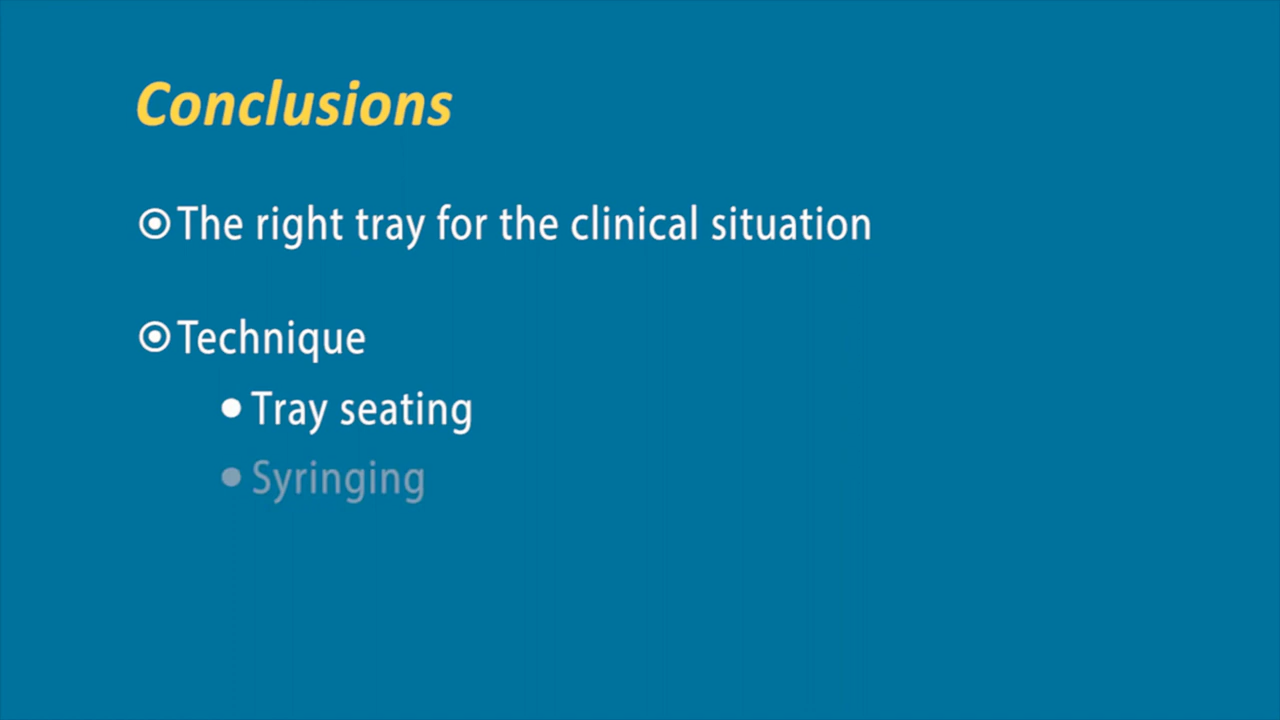 Conclusions
The right tray for the clinical situation
Technique
Tray seating
Syringing